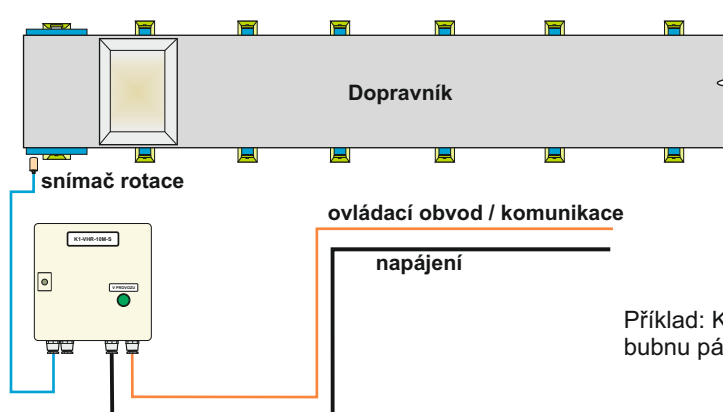 Dopravník
snímač rotace
ovládací obvod / komunikace
K1-VHR-10M-S
napájení
V PROVOZU
Příklad: K
bubnu pá